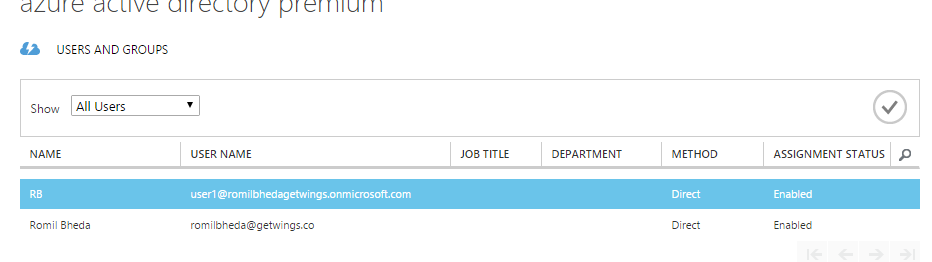 azure active directory premium
USERS AND GROUPS
Show All Users
NAME USER NAME JOB TITLE DEPARTMENT METHOD ASSIGNMENT STATUS
RB user1@romilbhedagetwings.onmicrosoft.com Direct Enabled
Romil Bheda romilbheda@getwings.co Direct Enabled